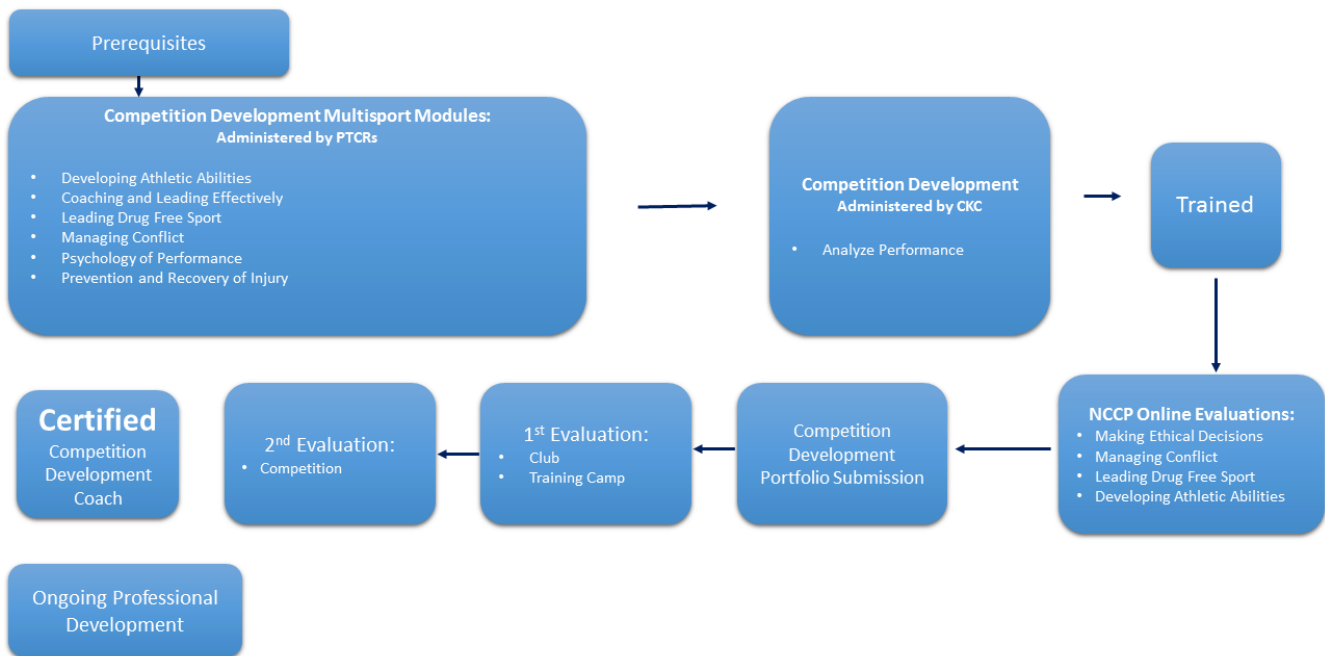 Prerequisites
Competition Development Multisport Modules:
Administered by PTCRs
• Developing Athletic Abilities
• Coaching and Leading Effectively
• Leading Drug Free Sport
• Managing Conflict
• Psychology of Performance
• Prevention and Recovery of Injury
Competition Development
Administered by CKC
• Analyze Performance
Trained
NCCP Online Evaluations:
• Making Ethical Decisions
• Managing Conflict
• Leading Drug Free Sport
• Developing Athletic Abilities
Competition
Development
Portfolio Submission
1st Evaluation:
• Club
• Training Camp
2nd Evaluation:
• Competition
Certified
Competition
Development
Coach
Ongoing Professional
Development